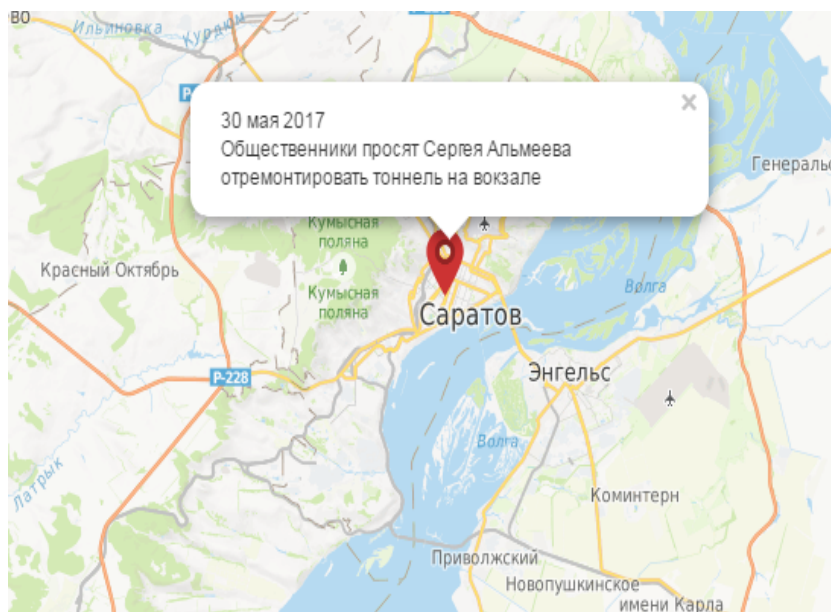 во
Ильиновка
Курдюм
30 мая 2017
Общественники просят Сергея Альмеева
отремонтировать тоннель на вокзале
×
Генеральс
Кумысная
поляна
Красный Октябрь
Кумысная
поляна
Волга
Саратов
Р-228
Энгельс
Волга
Латрык
Коминтерн
Приволжский
Новопушкинское
имени Карла